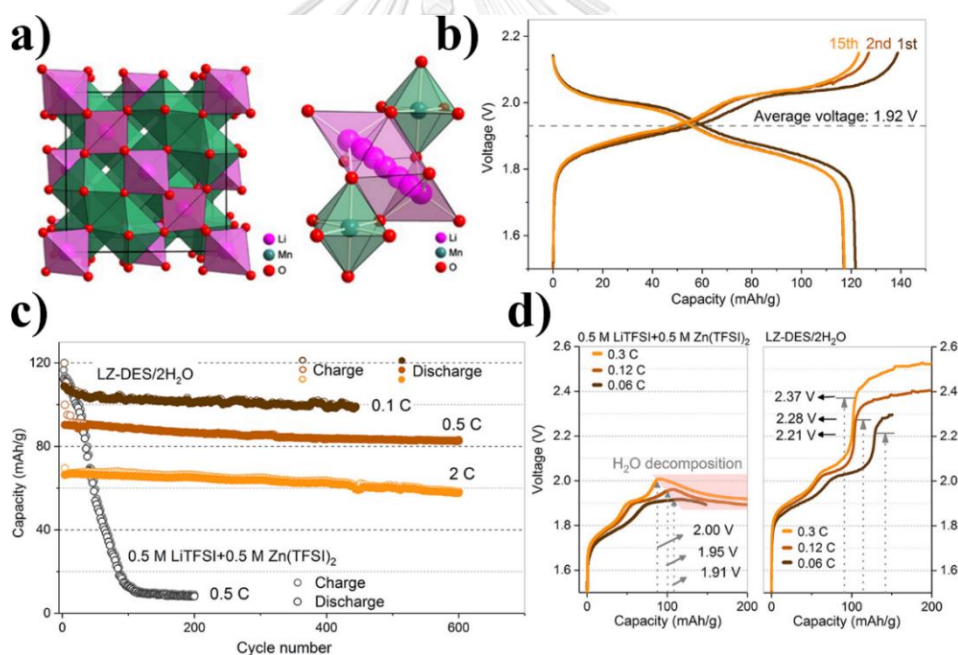 a)
Li
Mn
O
Li
Mn
O
b)
15th 2nd 1st
Average voltage: 1.92 V
Voltage (V)
2.2
2.0
1.8
1.6
0 20 40 60 80 100 120 140
Capacity (mAh/g)
c)
LZ-DES/2H₂O
Charge
Discharge
0.1 C
0.5 C
2 C
0.5 M LiTFSI+0.5 M Zn(TFSI)₂
0.5 C
Charge
Discharge
Capacity (mAh/g)
120
80
40
0
0 200 400 600
Cycle number
d)
0.5 M LiTFSI+0.5 M Zn(TFSI)₂
0.3 C
0.12 C
0.06 C
H₂O decomposition
2.00 V
1.95 V
1.91 V
Voltage (V)
2.6
2.4
2.2
2.0
1.8
1.6
0 100 200
Capacity (mAh/g)
LZ-DES/2H₂O
2.37 V
2.28 V
2.21 V
0.3 C
0.12 C
0.06 C
2.6
2.4
2.2
2.0
1.8
1.6
0 100 200
Capacity (mAh/g)